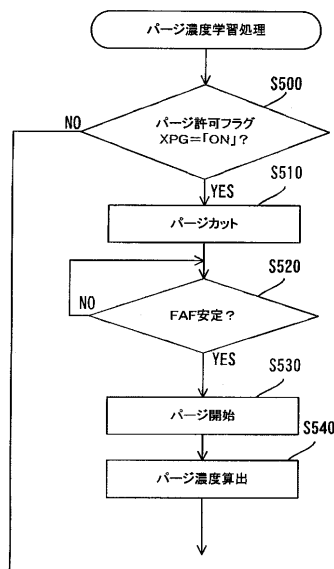 パージ濃度学習処理
S500
パージ許可フラグ
XPG=「ON」?
NO
YES
S510
パージカット
S520
FAF安定?
NO
YES
S530
パージ開始
S540
パージ濃度算出